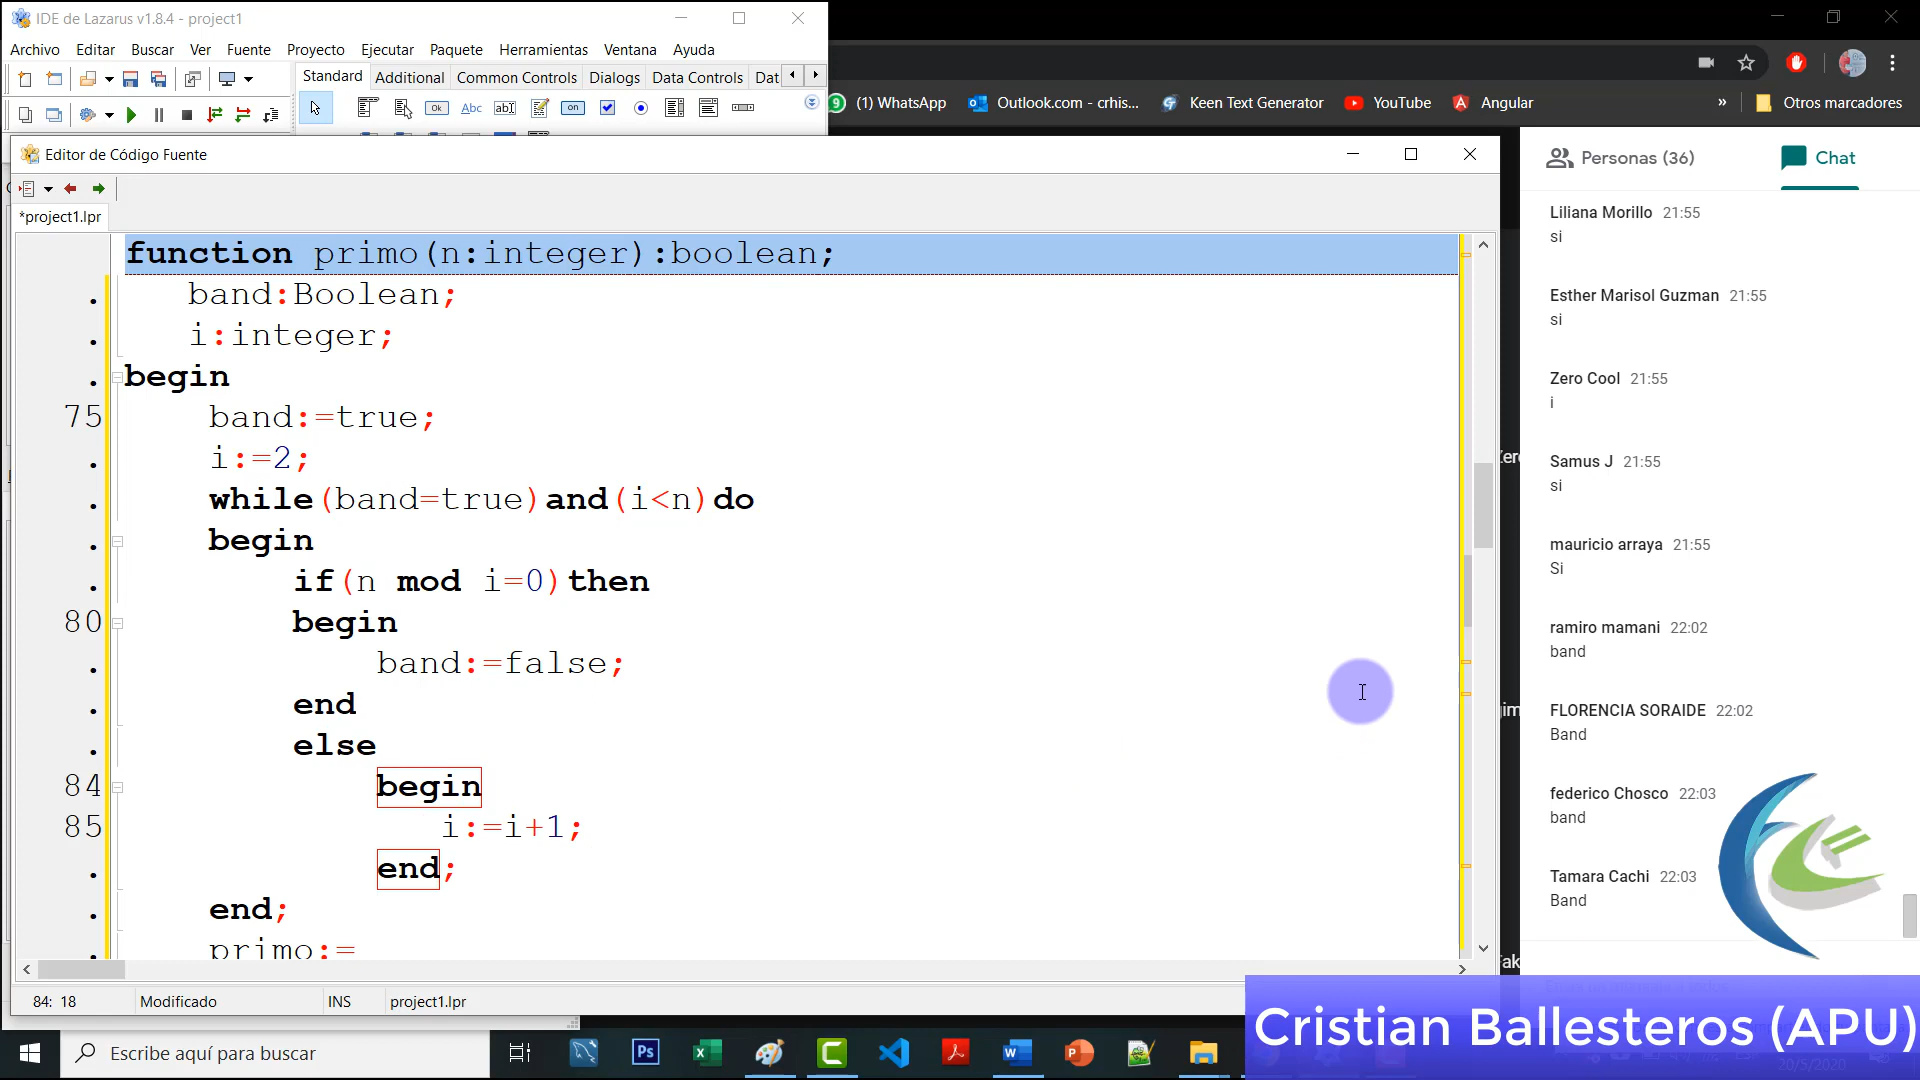 IDE de Lazarus v1.8.4 - project1
Archivo Editar Buscar Ver Fuente Proyecto Ejecutar Paquete Herramientas Ventana Ayuda
Standard Additional Common Controls Dialogs Data Controls Dat
Ok Abc abI on
WhatsApp Outlook.com - crhis... Keen Text Generator YouTube Angular » Otros marcadores
Editor de Código Fuente
*project1.lpr
function primo(n:integer):boolean;
band:Boolean;
i:integer;
begin
75 band:=true;
i:=2;
while(band=true)and(i<n)do
begin
if(n mod i=0)then
80 begin
band:=false;
end
else
84 begin
85 i:=i+1;
end;
end;
primo:=
84: 18 Modificado INS project1.lpr
Personas (36) Chat
Liliana Morillo 21:55
si
Esther Marisol Guzman 21:55
si
Zero Cool 21:55
i
Samus J 21:55
si
mauricio arraya 21:55
Si
ramiro mamani 22:02
band
FLORENCIA SORAIDE 22:02
Band
federico Chosco 22:03
band
Tamara Cachi 22:03
Band
Cristian Ballesteros (APU)
Escribe aquí para buscar
20/5/2020